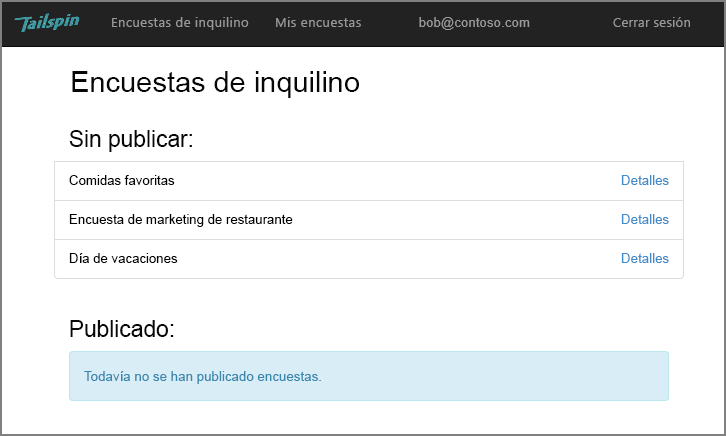 Tailspin Encuestas de inquilino Mis encuestas bob@contoso.com Cerrar sesión
Encuestas de inquilino
Sin publicar:
Comidas favoritas Detalles
Encuesta de marketing de restaurante Detalles
Día de vacaciones Detalles
Publicado:
Todavía no se han publicado encuestas.